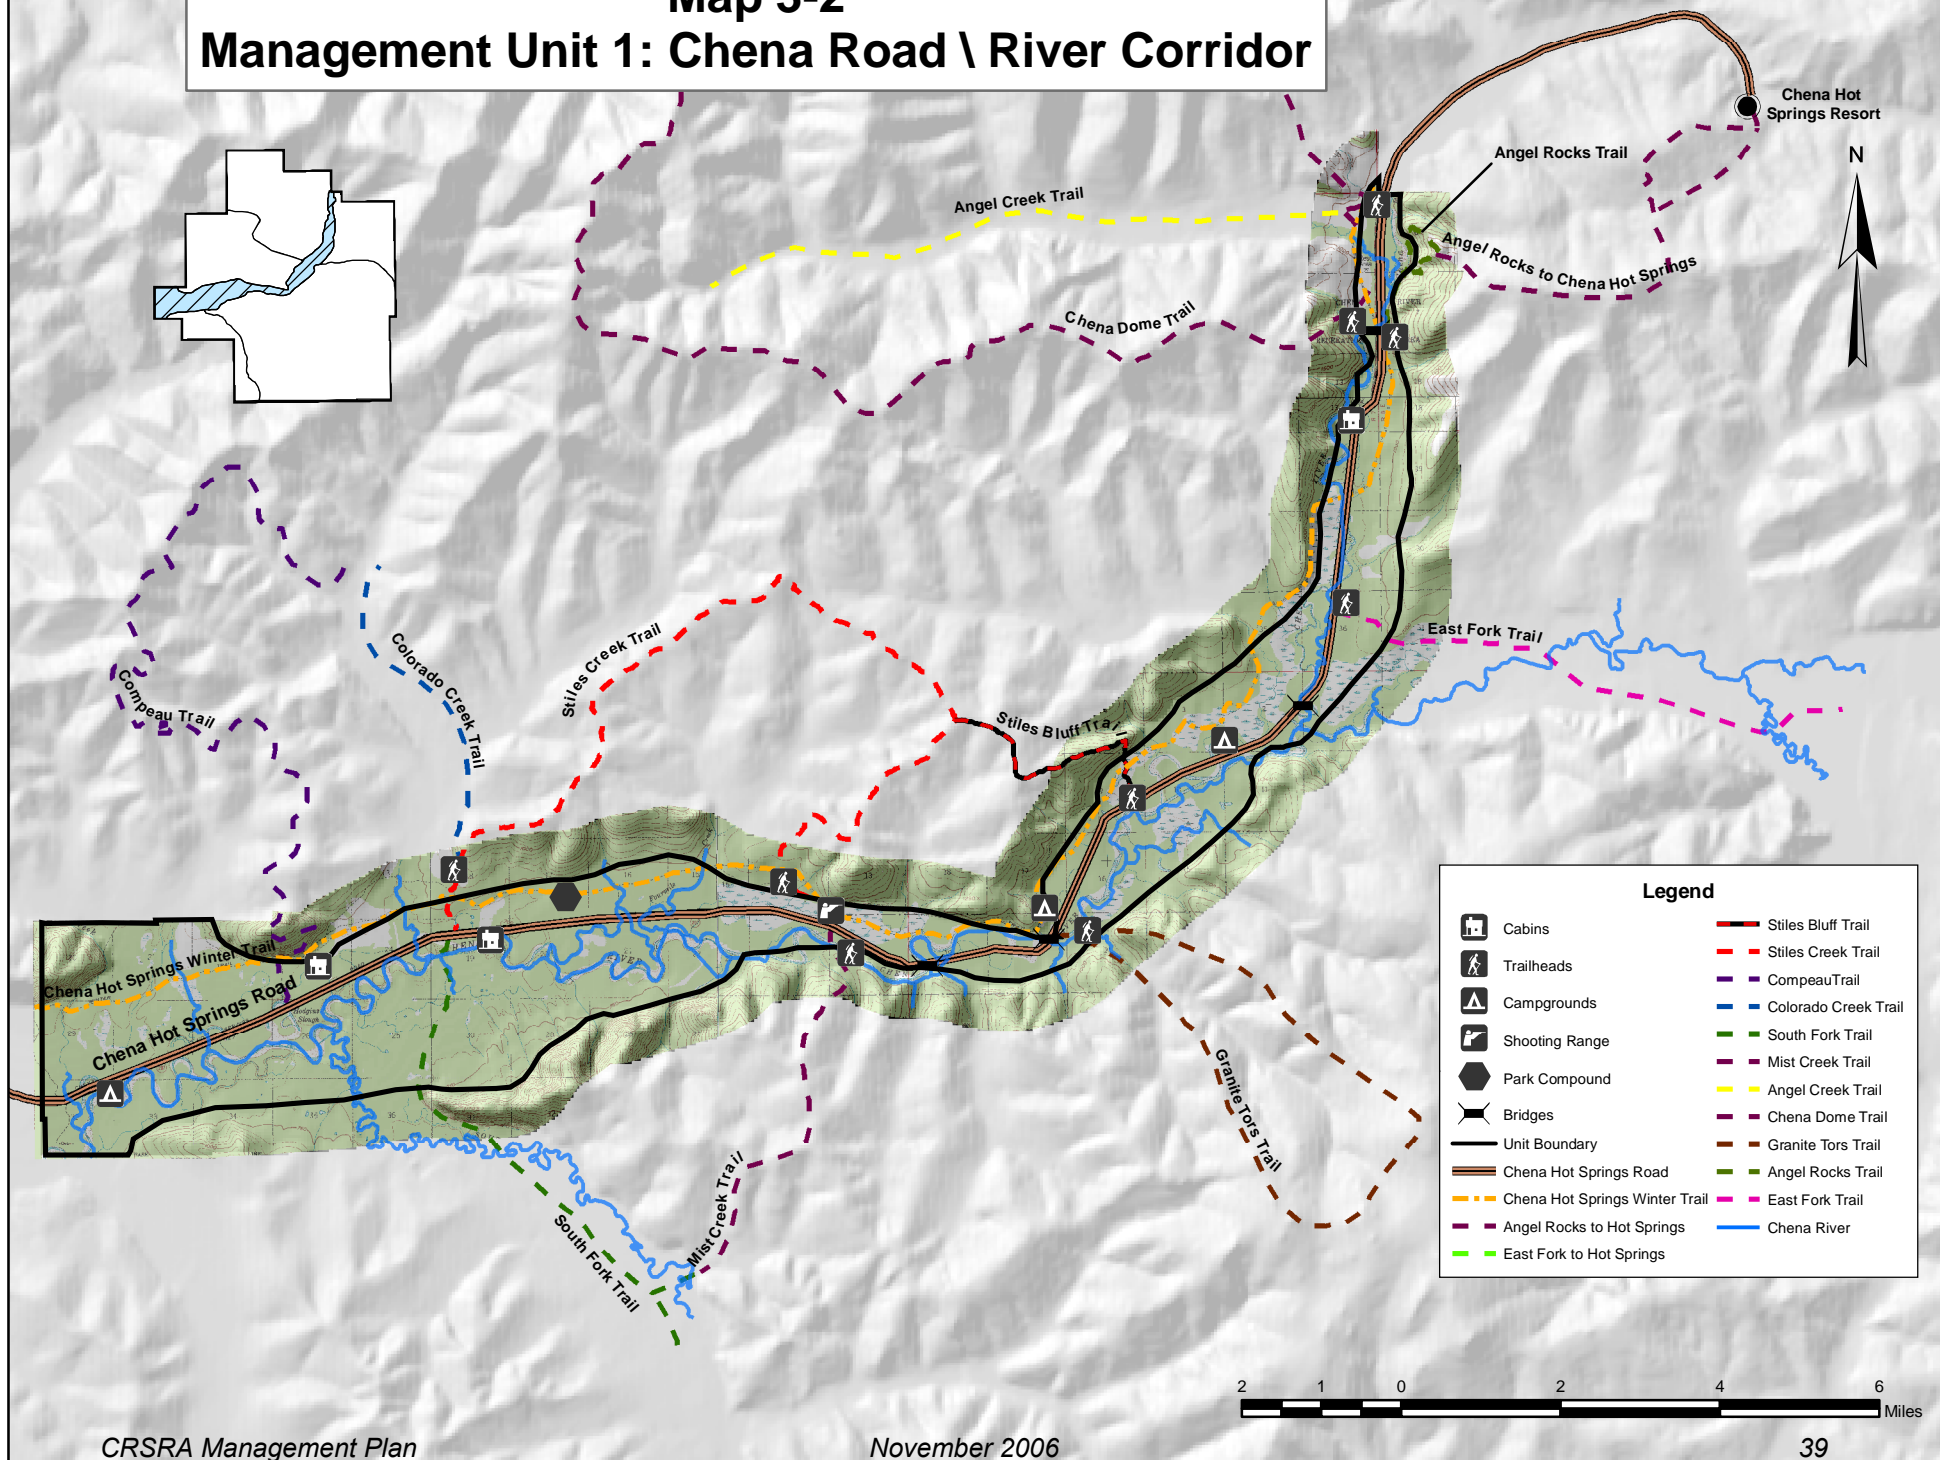 Map 3-2
Management Unit 1: Chena Road \ River Corridor
Chena Hot
Springs Resort
N
Angel Rocks Trail
Angel Creek Trail
Angel Rocks to Chena Hot Springs
Chena Dome Trail
East Fork Trail
Stiles Creek Trail
Colorado Creek Trail
Compeau Trail
Stiles Bluff Trail
Chena Hot Springs Winter Trail
Chena Hot Springs Road
Granite Tors Trail
Mist Creek Trail
South Fork Trail
Legend
Cabins
Trailheads
Campgrounds
Shooting Range
Park Compound
Bridges
Unit Boundary
Chena Hot Springs Road
Chena Hot Springs Winter Trail
Angel Rocks to Hot Springs
East Fork to Hot Springs
Stiles Bluff Trail
Stiles Creek Trail
CompeauTrail
Colorado Creek Trail
South Fork Trail
Mist Creek Trail
Angel Creek Trail
Chena Dome Trail
Granite Tors Trail
Angel Rocks Trail
East Fork Trail
Chena River
2 1 0 2 4 6
Miles
CRSRA Management Plan
November 2006
39